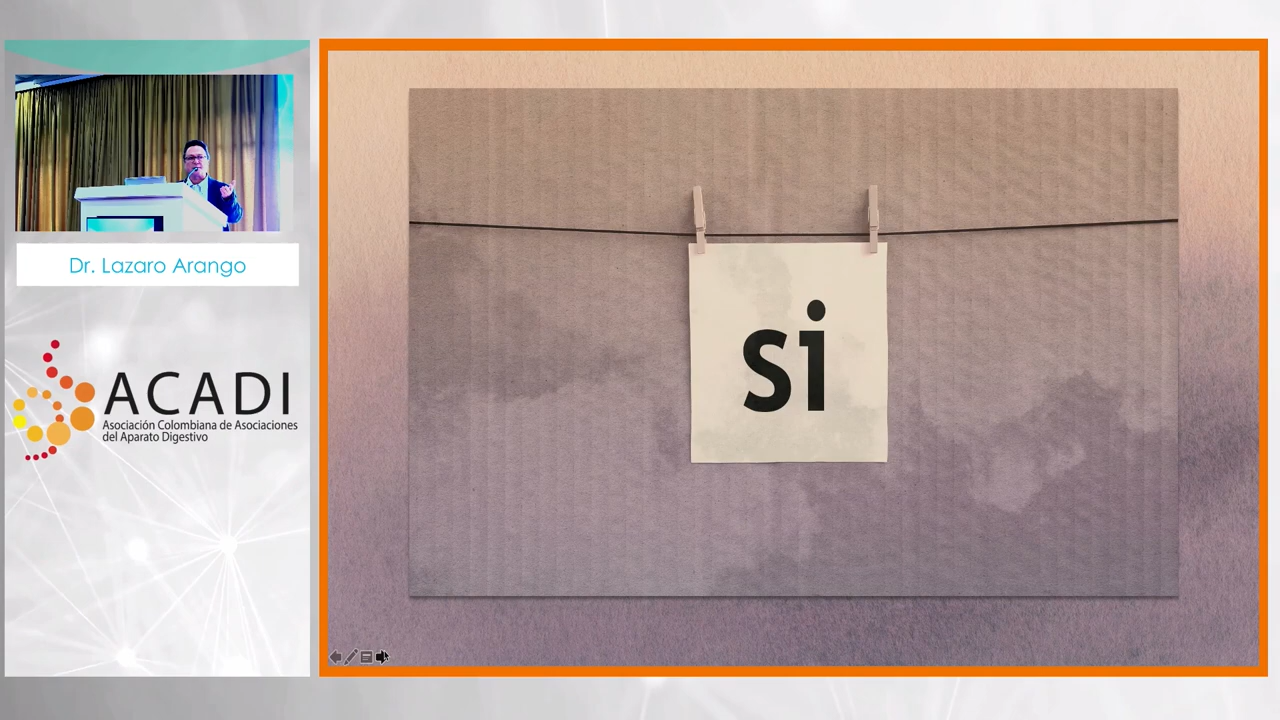 Dr. Lazaro Arango
ACADI
Asociación Colombiana de Asociaciones
del Aparato Digestivo
si